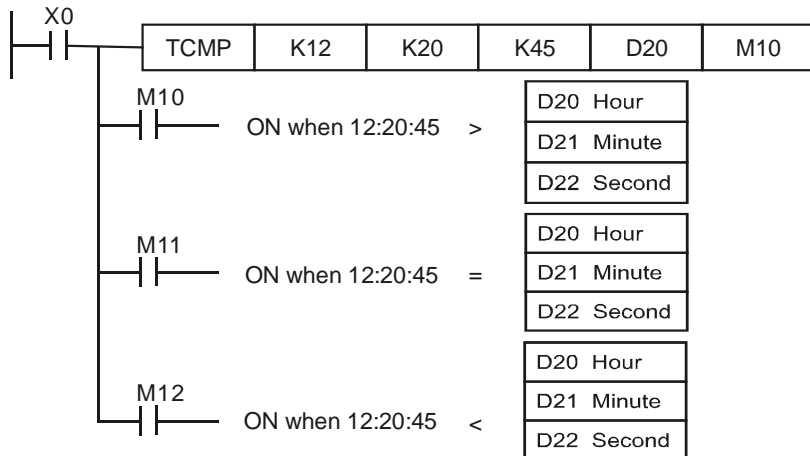 X0
TCMP K12 K20 K45 D20 M10
M10
ON when 12:20:45 >
D20 Hour
D21 Minute
D22 Second
M11
ON when 12:20:45 =
D20 Hour
D21 Minute
D22 Second
M12
ON when 12:20:45 <
D20 Hour
D21 Minute
D22 Second